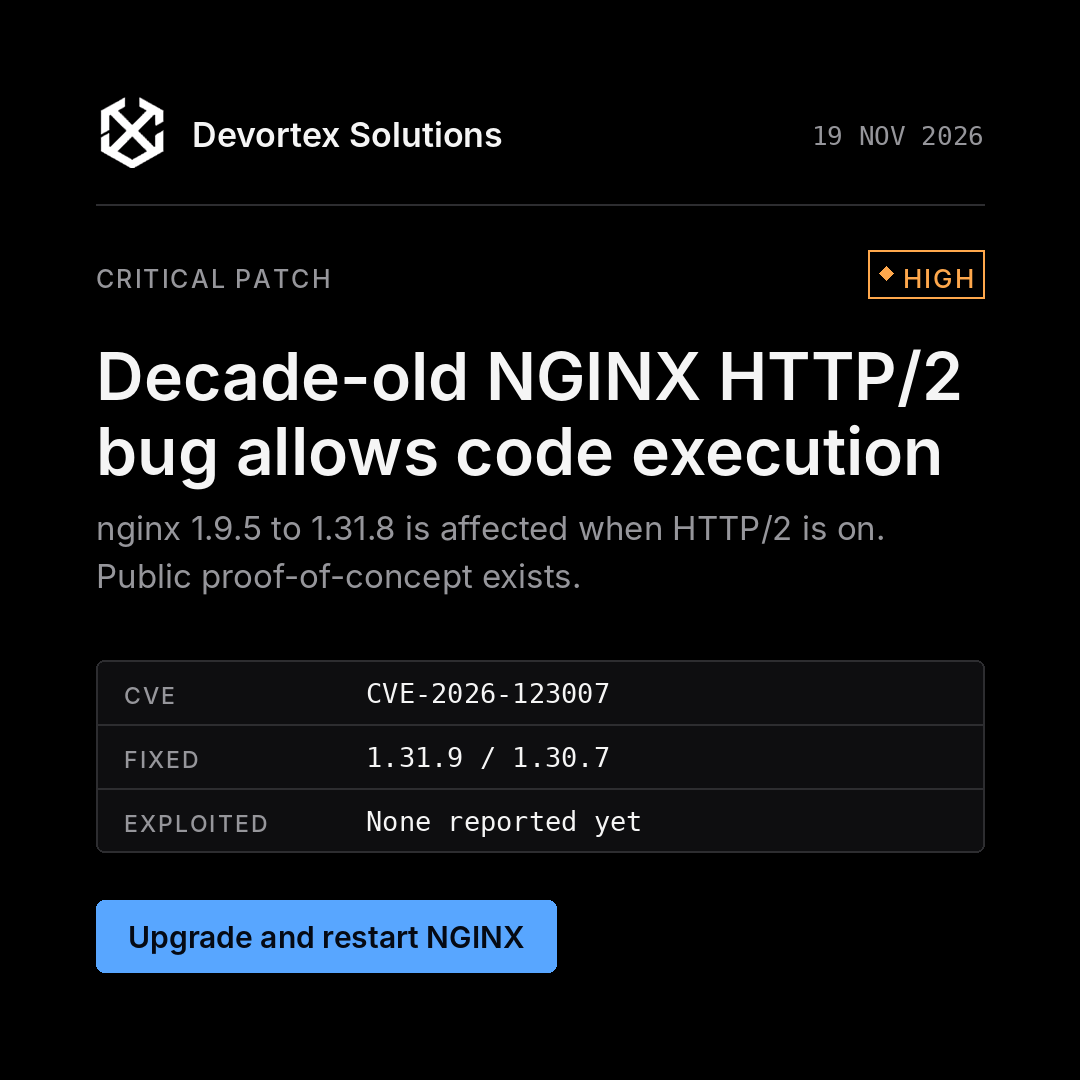 Devortex Solutions
19 NOV 2026
CRITICAL PATCH
HIGH
Decade-old NGINX HTTP/2
bug allows code execution
nginx 1.9.5 to 1.31.8 is affected when HTTP/2 is on.
Public proof-of-concept exists.
CVE CVE-2026-123007
FIXED 1.31.9 / 1.30.7
EXPLOITED None reported yet
Upgrade and restart NGINX